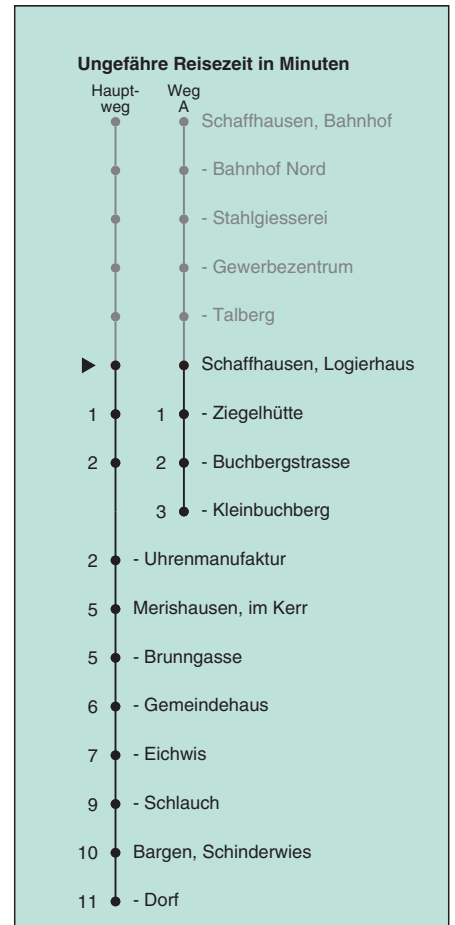 Ungefähre Reisezeit in Minuten
Haupt- Weg
weg A
Schaffhausen, Bahnhof
- Bahnhof Nord
- Stahlgiesserei
- Gewerbezentrum
- Talberg
Schaffhausen, Logierhaus
1 1 - Ziegelhütte
2 2 - Buchbergstrasse
3 - Kleinbuchberg
2 - Uhrenmanufaktur
5 Merishausen, im Kerr
5 - Brunngasse
6 - Gemeindehaus
7 - Eichwis
9 - Schlauch
10 Bargen, Schinderwies
11 - Dorf